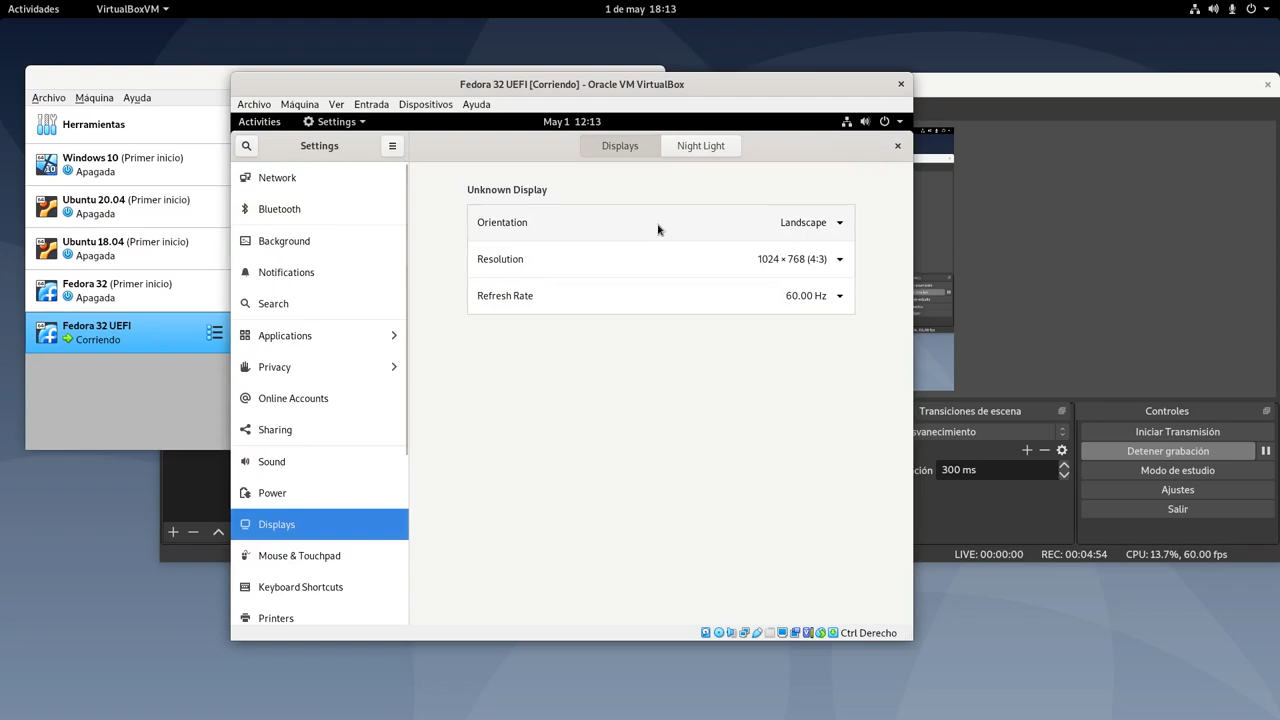 Actividades
VirtualBoxVM
1 de may 18:13
Fedora 32 UEFI [Corriendo] - Oracle VM VirtualBox
Archivo Máquina Ayuda
Herramientas
Windows 10 (Primer inicio)
Apagada
Ubuntu 20.04 (Primer inicio)
Apagada
Ubuntu 18.04 (Primer inicio)
Apagada
Fedora 32 (Primer inicio)
Apagada
Fedora 32 UEFI
Corriendo
Archivo Máquina Ver Entrada Dispositivos Ayuda
Activities Settings May 1 12:13
Settings
Displays Night Light
Network
Bluetooth
Background
Notifications
Search
Applications
Privacy
Online Accounts
Sharing
Sound
Power
Displays
Mouse & Touchpad
Keyboard Shortcuts
Printers
Unknown Display
Orientation Landscape
Resolution 1024 × 768 (4:3)
Refresh Rate 60.00 Hz
Ctrl Derecho
Transiciones de escena
svanecimiento
ción 300 ms
Controles
Iniciar Transmisión
Detener grabación
Modo de estudio
Ajustes
Salir
LIVE: 00:00:00 REC: 00:04:54 CPU: 13.7%, 60.00 fps